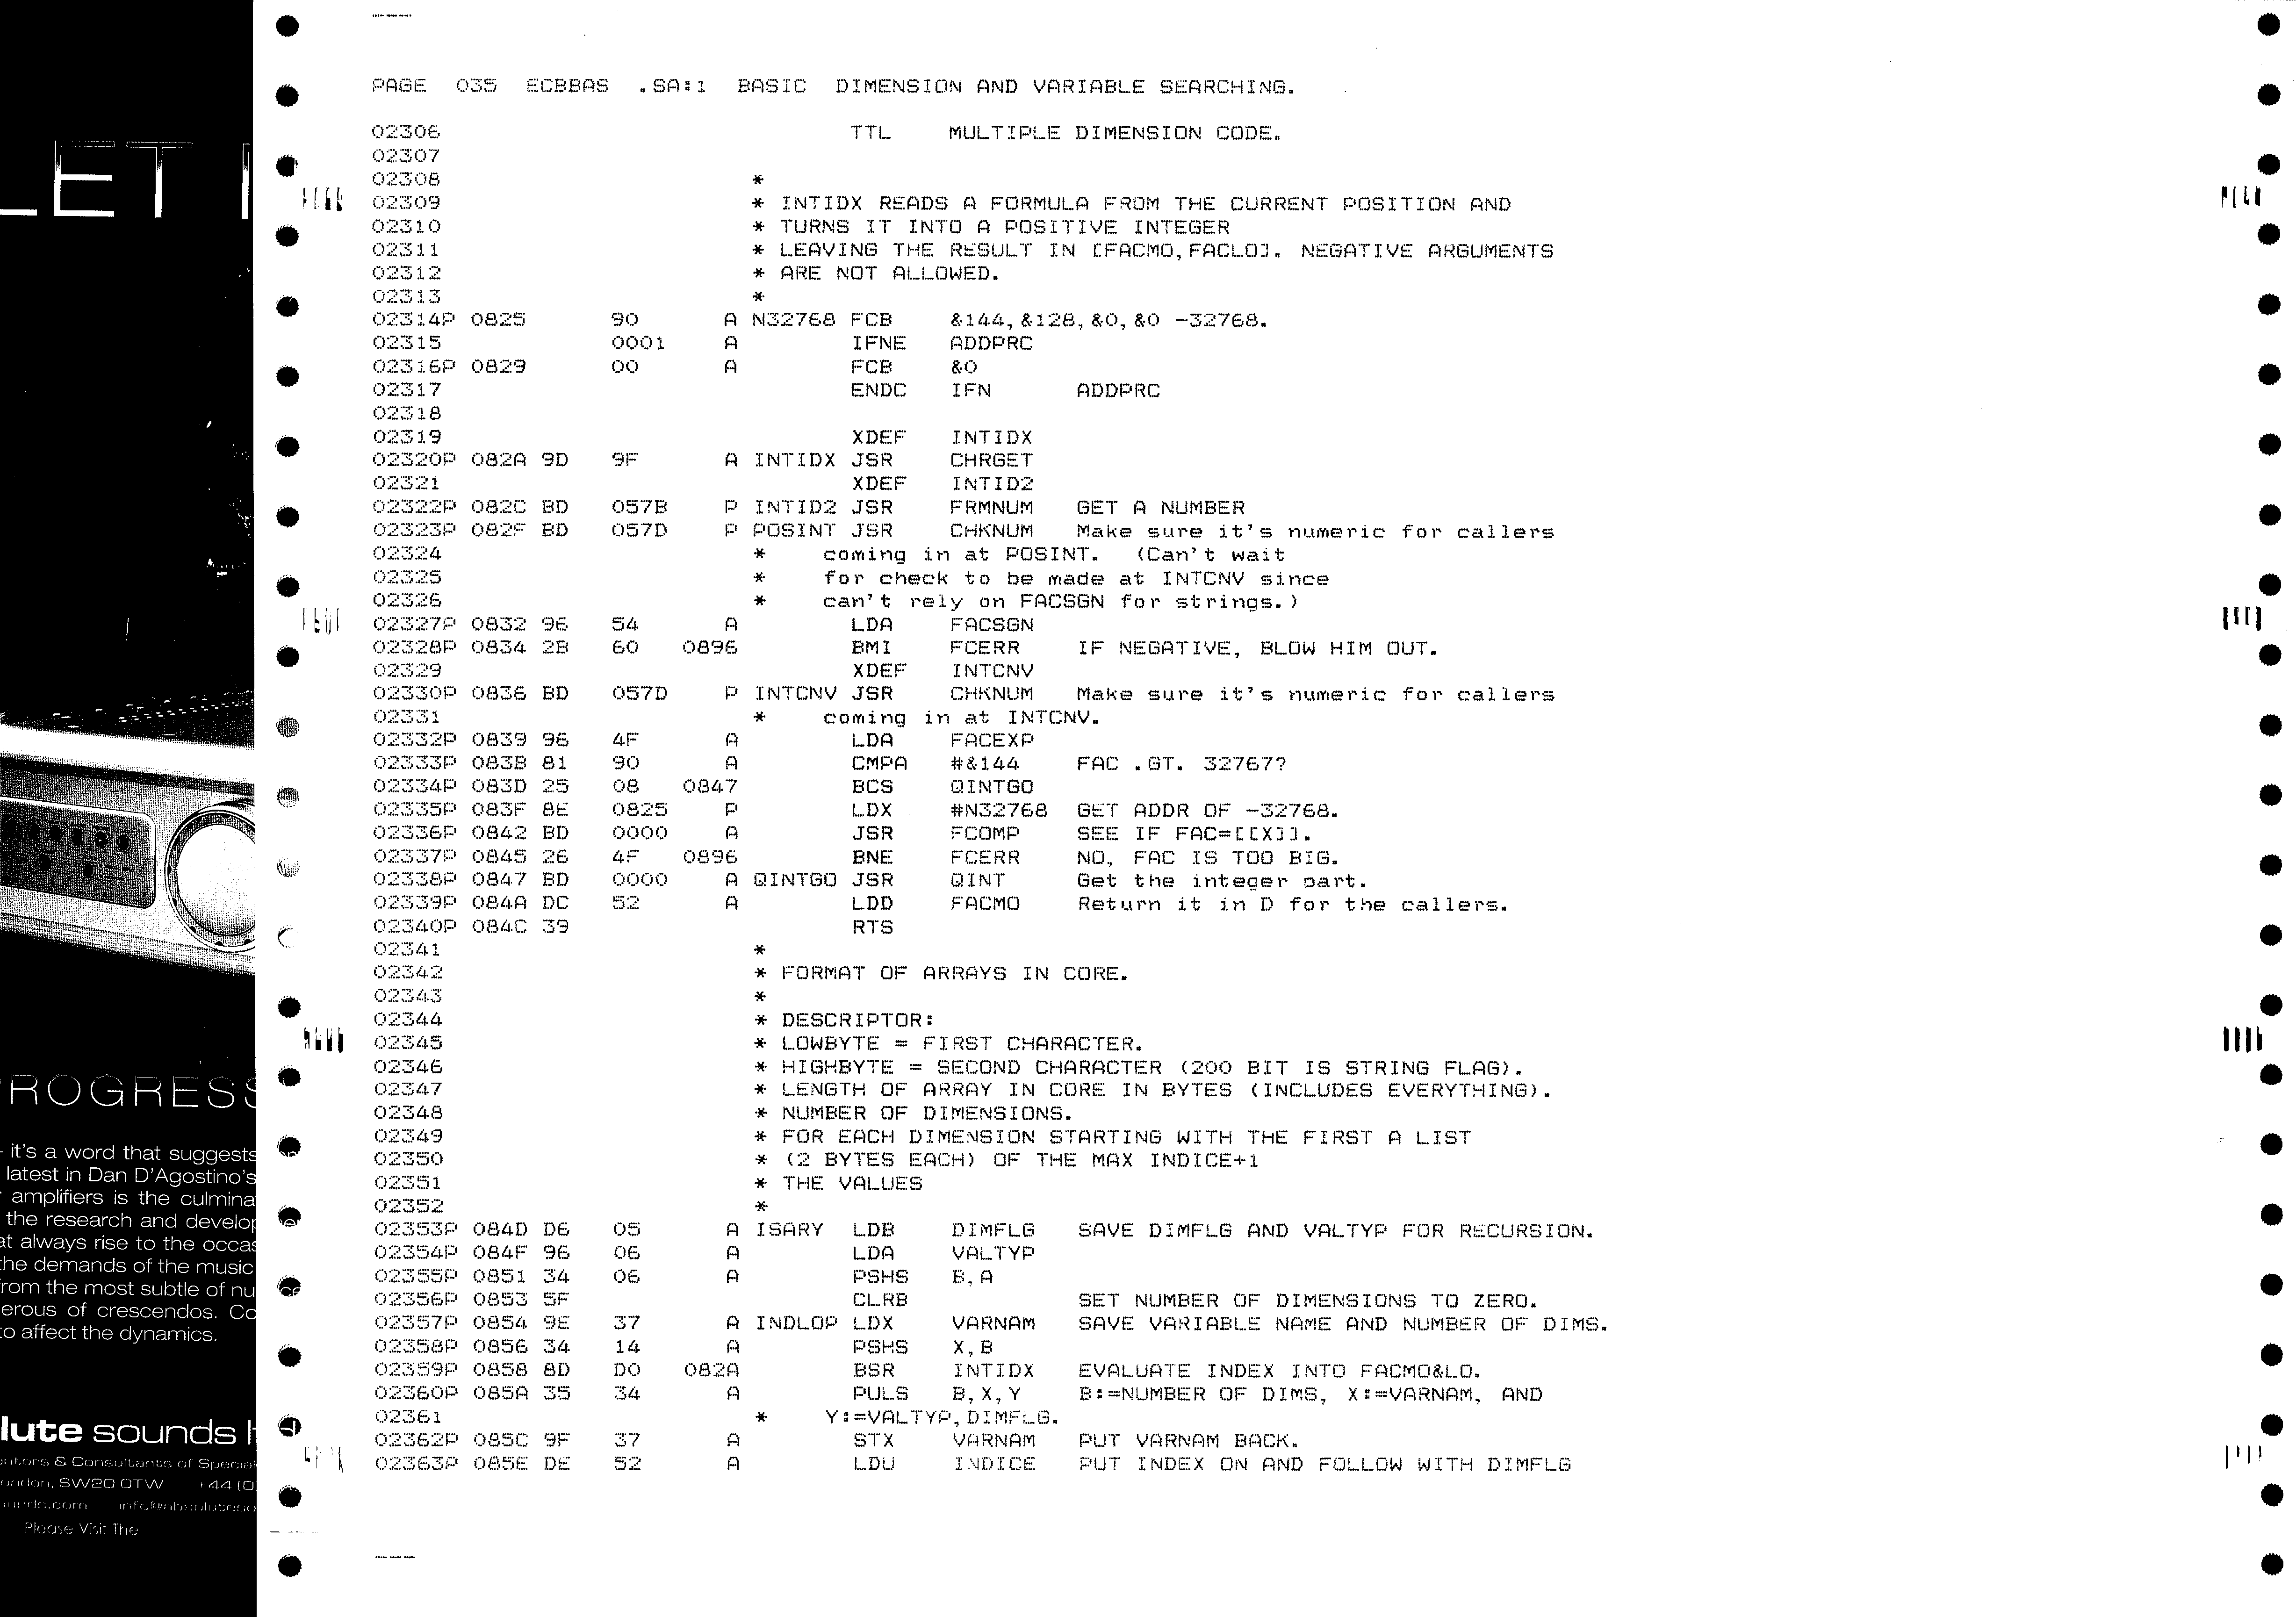 LET
PAGE 035 ECBBAS .SA:1 BASIC DIMENSION AND VARIABLE SEARCHING.
02306 TTL MULTIPLE DIMENSION CODE.
02307
02308 *
02309 * INTIDX READS A FORMULA FROM THE CURRENT POSITION AND
02310 * TURNS IT INTO A POSITIVE INTEGER
02311 * LEAVING THE RESULT IN [FACMO,FACLO]. NEGATIVE ARGUMENTS
02312 * ARE NOT ALLOWED.
02313 *
02314P 0825 90 A N32768 FCB &144,&128,&0,&0 -32768.
02315 0001 A IFNE ADDPRC
02316P 0829 00 A FCB &0
02317 ENDC IFN ADDPRC
02318
02319 XDEF INTIDX
02320P 082A 9D 9F A INTIDX JSR CHRGET
02321 XDEF INTID2
02322P 082C BD 057B P INTID2 JSR FRMNUM GET A NUMBER
02323P 082F BD 057D P POSINT JSR CHKNUM Make sure it's numeric for callers
02324 * coming in at POSINT. (Can't wait
02325 * for check to be made at INTCNV since
02326 * can't rely on FACSGN for strings.)
02327P 0832 96 54 A LDA FACSGN
02328P 0834 2B 60 0896 BMI FCERR IF NEGATIVE, BLOW HIM OUT.
02329 XDEF INTCNV
02330P 0836 BD 057D P INTCNV JSR CHKNUM Make sure it's numeric for callers
02331 * coming in at INTCNV.
02332P 0839 96 4F A LDA FACEXP
02333P 083B 81 90 A CMPA #&144 FAC .GT. 32767?
02334P 083D 25 08 0847 BCS QINTGO
02335P 083F 8E 0825 P LDX #N32768 GET ADDR OF -32768.
02336P 0842 BD 0000 A JSR FCOMP SEE IF FAC=[[X]].
02337P 0845 26 4F 0896 BNE FCERR NO, FAC IS TOO BIG.
02338P 0847 BD 0000 A QINTGO JSR QINT Get the integer part.
02339P 084A DC 52 A LDD FACMO Return it in D for the callers.
02340P 084C 39 RTS
02341 *
02342 * FORMAT OF ARRAYS IN CORE.
02343 *
02344 * DESCRIPTOR:
02345 * LOWBYTE = FIRST CHARACTER.
02346 * HIGHBYTE = SECOND CHARACTER (200 BIT IS STRING FLAG).
02347 * LENGTH OF ARRAY IN CORE IN BYTES (INCLUDES EVERYTHING).
02348 * NUMBER OF DIMENSIONS.
02349 * FOR EACH DIMENSION STARTING WITH THE FIRST A LIST
02350 * (2 BYTES EACH) OF THE MAX INDICE+1
02351 * THE VALUES
02352 *
02353P 084D D6 05 A ISARY LDB DIMFLG SAVE DIMFLG AND VALTYP FOR RECURSION.
02354P 084F 96 06 A LDA VALTYP
02355P 0851 34 06 A PSHS B,A
02356P 0853 5F CLRB SET NUMBER OF DIMENSIONS TO ZERO.
02357P 0854 9E 37 A INDLOP LDX VARNAM SAVE VARIABLE NAME AND NUMBER OF DIMS.
02358P 0856 34 14 A PSHS X,B
02359P 0858 8D D0 082A BSR INTIDX EVALUATE INDEX INTO FACMO&LO.
02360P 085A 35 34 A PULS B,X,Y B:=NUMBER OF DIMS, X:=VARNAM, AND
02361 * Y:=VALTYP,DIMFLG.
02362P 085C 9F 37 A STX VARNAM PUT VARNAM BACK.
02363P 085E DE 52 A LDU INDICE PUT INDEX ON AND FOLLOW WITH DIMFLG
ROGRESS
- it's a word that suggests
latest in Dan D'Agostino's
amplifiers is the culmina
the research and develop
at always rise to the occas
the demands of the music
rom the most subtle of nu
erous of crescendos. Co
to affect the dynamics.
lute sounds l
utors & Consultants of Special
ondon, SW20 0TW +44 (0
ounds.com info@absoluteso
Please Visit The